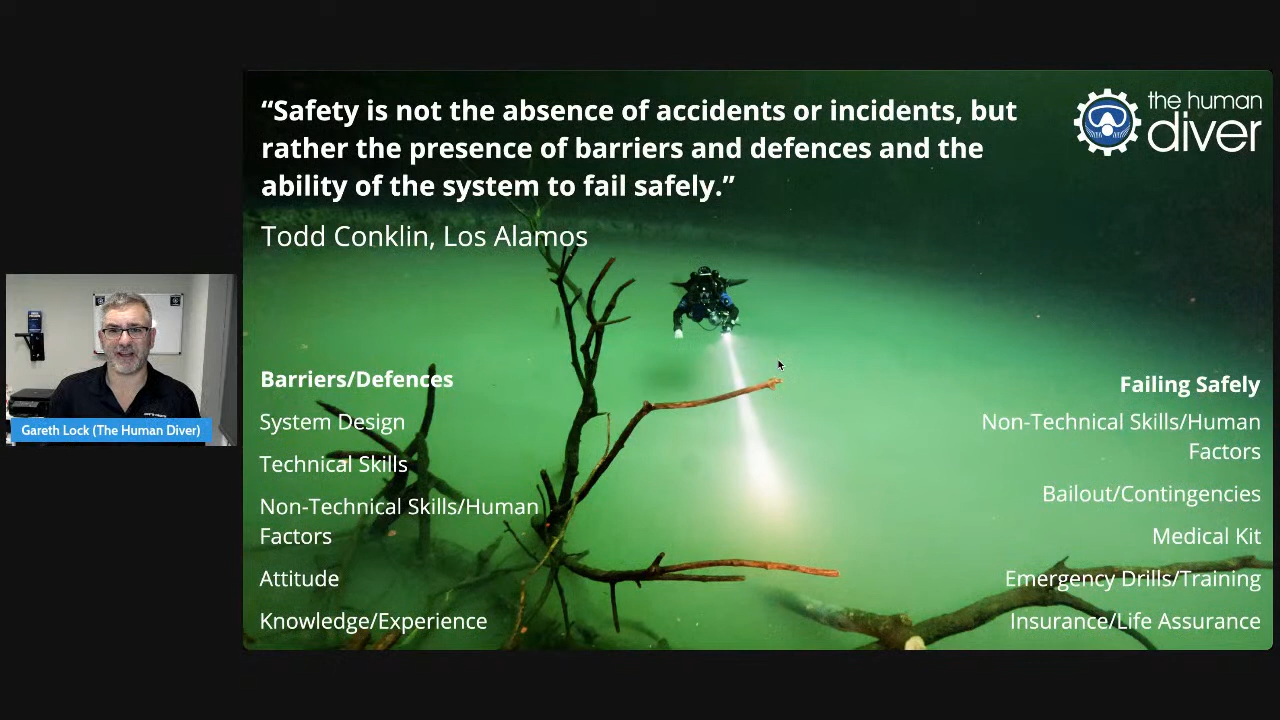 “Safety is not the absence of accidents or incidents, but
rather the presence of barriers and defences and the
ability of the system to fail safely.”
Todd Conklin, Los Alamos
the human
diver
Gareth Lock (The Human Diver)
Barriers/Defences
System Design
Technical Skills
Non-Technical Skills/Human
Factors
Attitude
Knowledge/Experience
Failing Safely
Non-Technical Skills/Human
Factors
Bailout/Contingencies
Medical Kit
Emergency Drills/Training
Insurance/Life Assurance